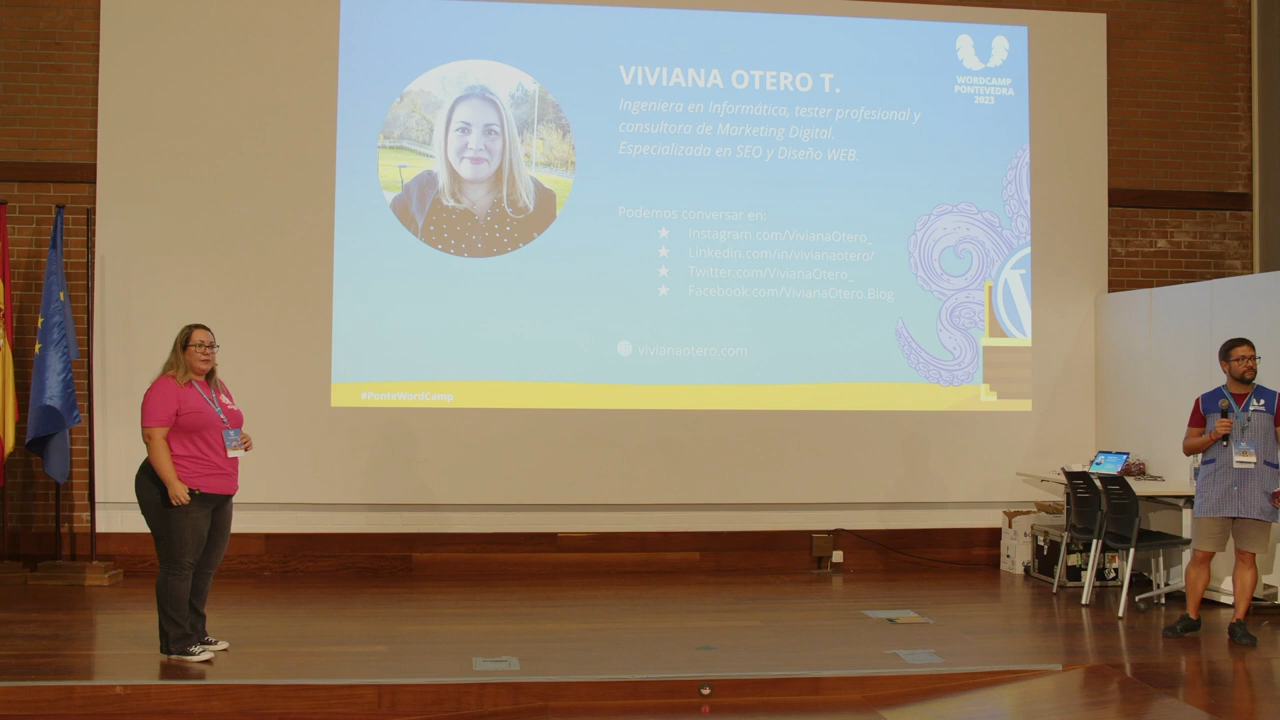 VIVIANA OTERO T.
Ingeniera en Informática, tester profesional y
consultora de Marketing Digital.
Especializada en SEO y Diseño WEB.
WORDCAMP
PONTEVEDRA
2023
Podemos conversar en:
Instagram.com/VivianaOtero_
Linkedin.com/in/vivianaotero/
Twitter.com/VivianaOtero_
Facebook.com/VivianaOtero.Blog
vivianaotero.com
#PonteWordCamp